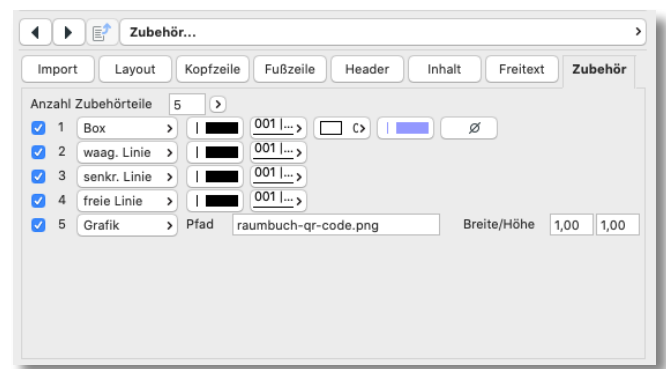 Zubehör...
Import Layout Kopfzeile Fußzeile Header Inhalt Freitext Zubehör
Anzahl Zubehörteile 5
1 Box 001 |... Ø
2 waag. Linie 001 |...
3 senkr. Linie 001 |...
4 freie Linie 001 |...
5 Grafik Pfad raumbuch-qr-code.png Breite/Höhe 1,00 1,00